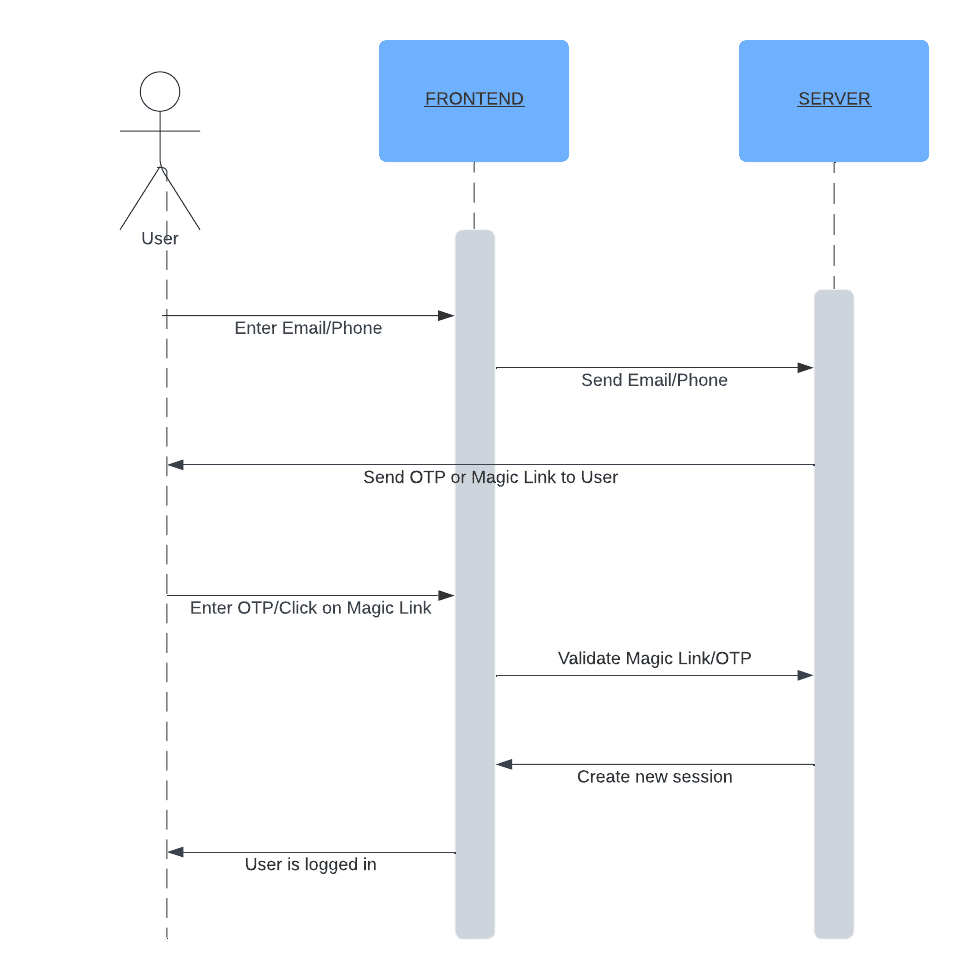 FRONTEND
SERVER
User
Enter Email/Phone
Send Email/Phone
Send OTP or Magic Link to User
Enter OTP/Click on Magic Link
Validate Magic Link/OTP
Create new session
User is logged in